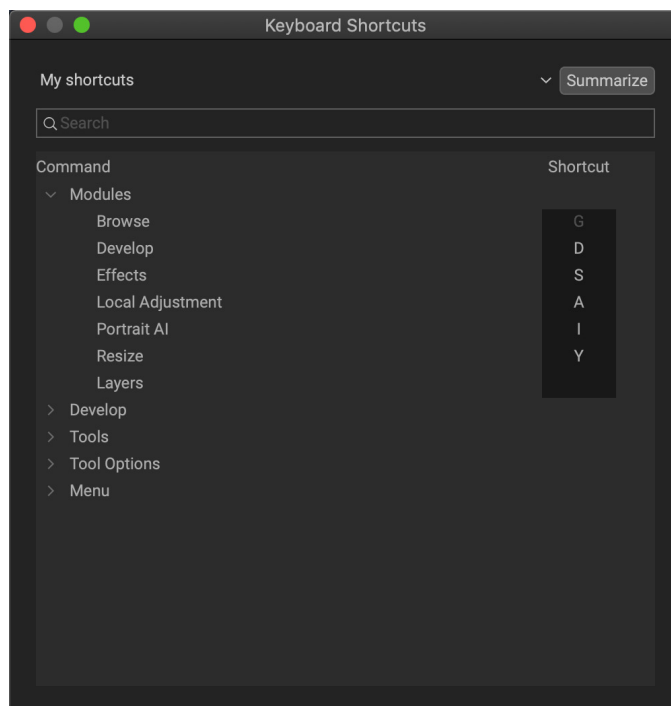 Keyboard Shortcuts
My shortcuts Summarize
Search
Command Shortcut
Modules
Browse G
Develop D
Effects S
Local Adjustment A
Portrait AI I
Resize Y
Layers
Develop
Tools
Tool Options
Menu